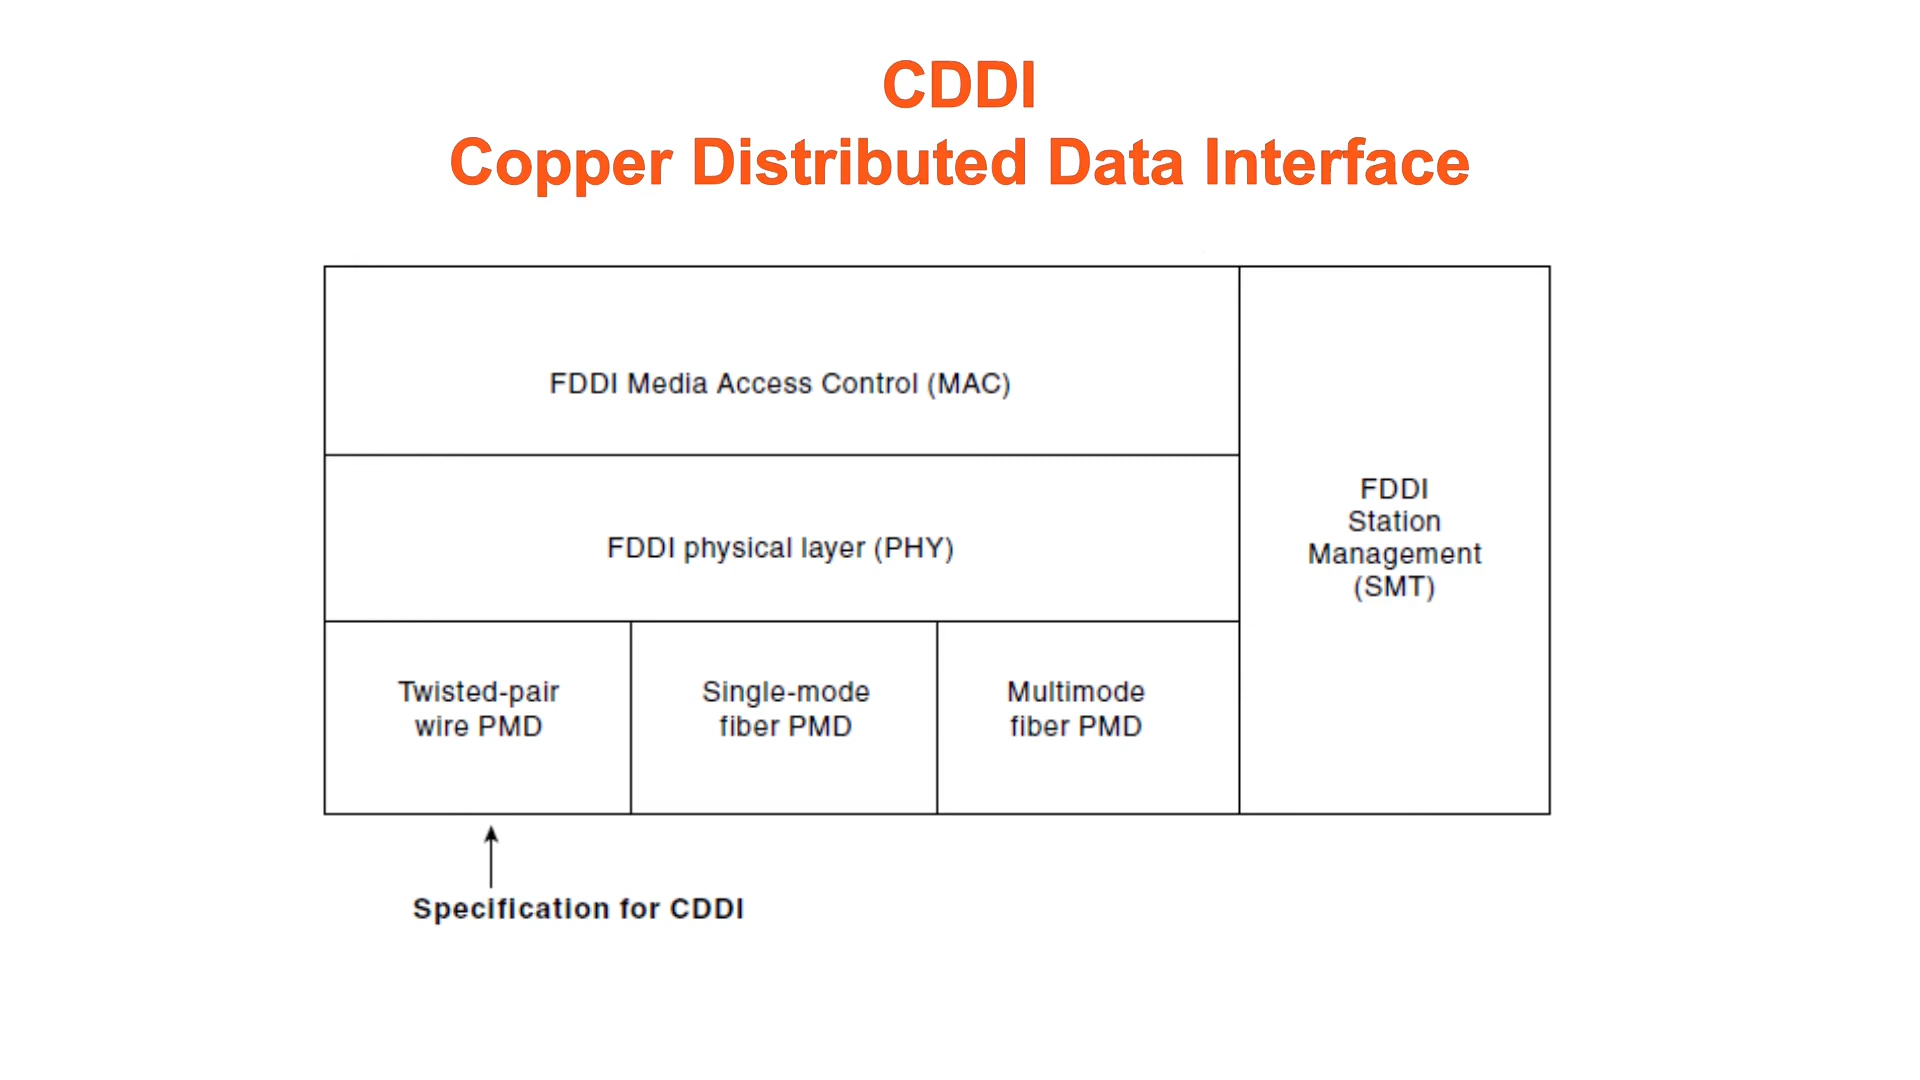 CDDI
Copper Distributed Data Interface
FDDI Media Access Control (MAC)
FDDI physical layer (PHY)
FDDI
Station
Management
(SMT)
Twisted-pair
wire PMD
Single-mode
fiber PMD
Multimode
fiber PMD
Specification for CDDI